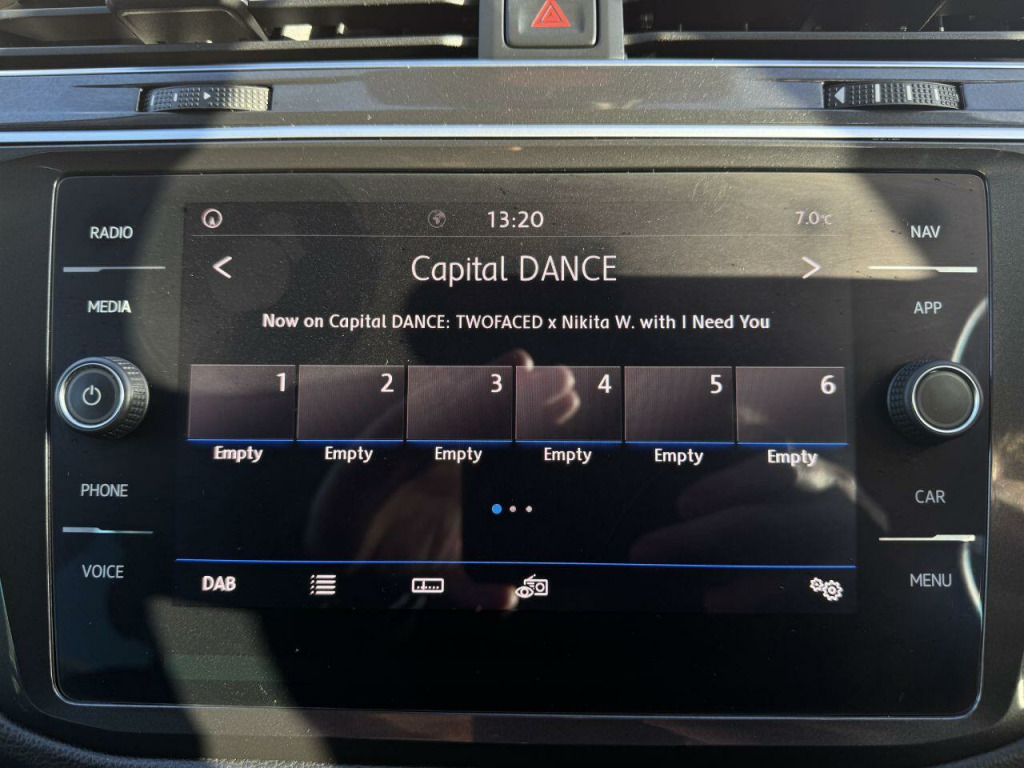 RADIO
MEDIA
PHONE
VOICE
13:20
7.0°C
< Capital DANCE >
Now on Capital DANCE: TWOFACED x Nikita W. with I Need You
1 2 3 4 5 6
Empty Empty Empty Empty Empty Empty
DAB
NAV
APP
CAR
MENU